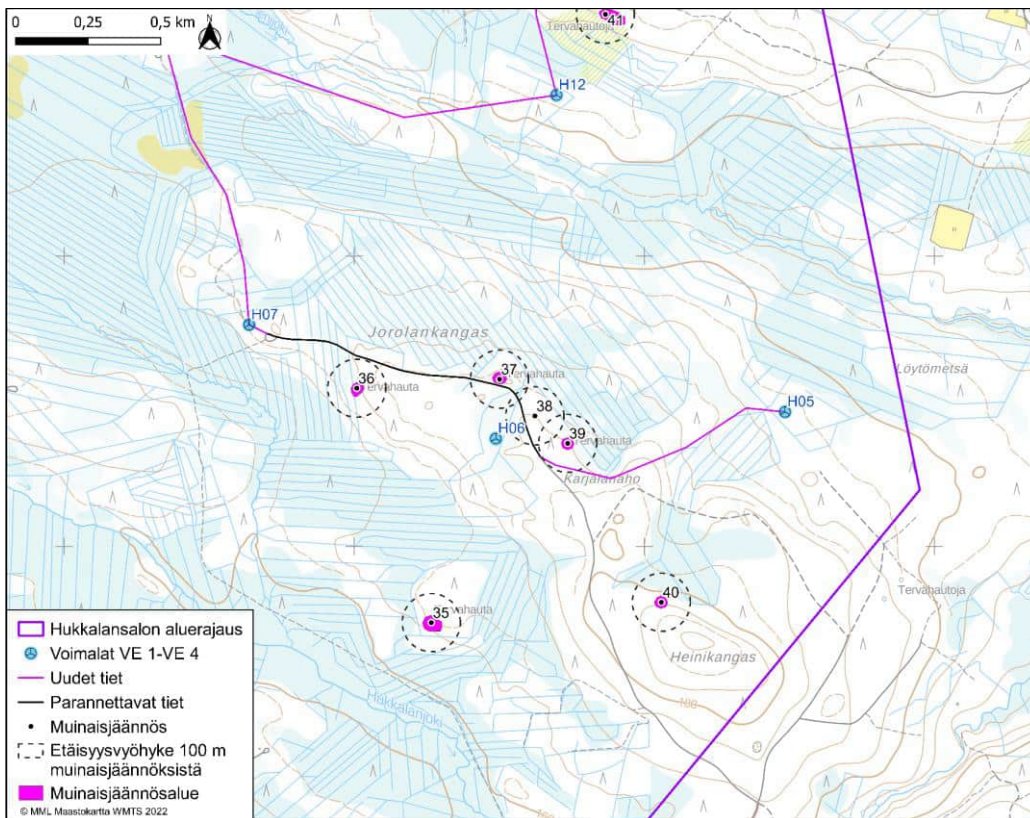 0 0,25 0,5 km
N
41
Tervahautoja
H12
H07
Jorolankangas
37
Tervahauta
36
Tervahauta
38
Löytömetsä
H05
H06
39
Tervahauta
Karjalanaho
40
Tervahautoja
35
Tervahauta
Heinikangas
Hukkalanjoki
Hukkalansalon aluerajaus
Voimalat VE 1-VE 4
Uudet tiet
Parannettavat tiet
Muinaisjäännös
Etäisyysvyöhyke 100 m
muinaisjäännöksistä
Muinaisjäännösalue
© MML Maastokartta WMTS 2022